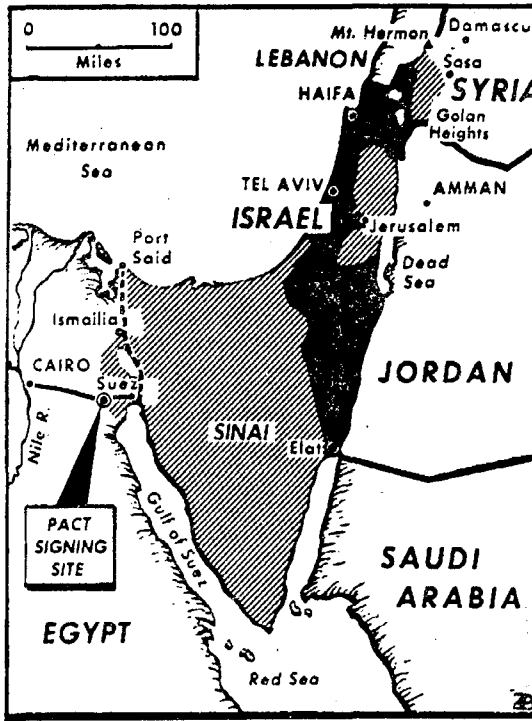 0 100
Miles
Mt. Hermon
Damascu
LEBANON
Sasa
SYRIA
HAIFA
Golan
Heights
Mediterranean
Sea
TEL AVIV
AMMAN
ISRAEL
Jerusalem
Port
Said
Dead
Sea
Ismailia
CAIRO
Suez
JORDAN
SINAI
Elat
Nile R.
Gulf of Suez
PACT
SIGNING
SITE
SAUDI
ARABIA
EGYPT
Red Sea